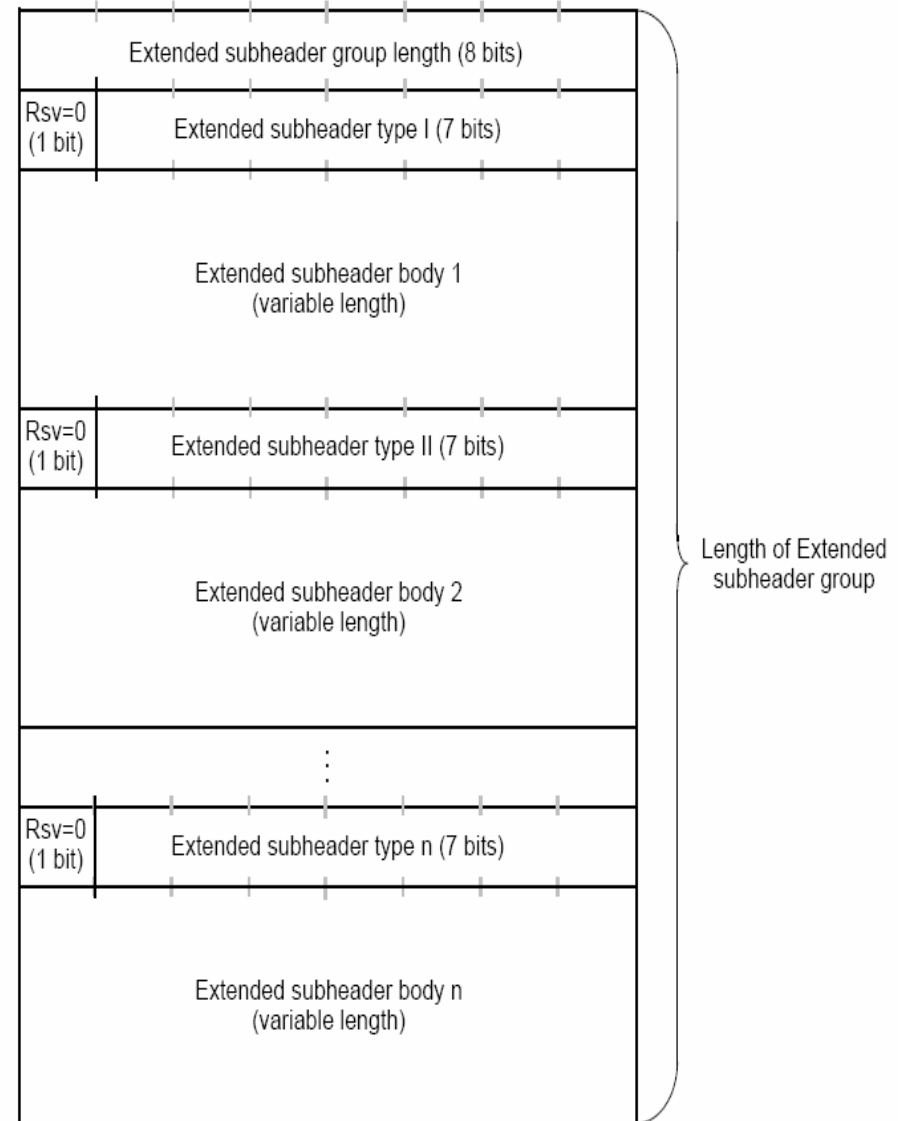 Extended subheader group length (8 bits)
Rsv=0
(1 bit)
Extended subheader type I (7 bits)
Extended subheader body 1
(variable length)
Rsv=0
(1 bit)
Extended subheader type II (7 bits)
Extended subheader body 2
(variable length)
Length of Extended
subheader group
⋮
Rsv=0
(1 bit)
Extended subheader type n (7 bits)
Extended subheader body n
(variable length)